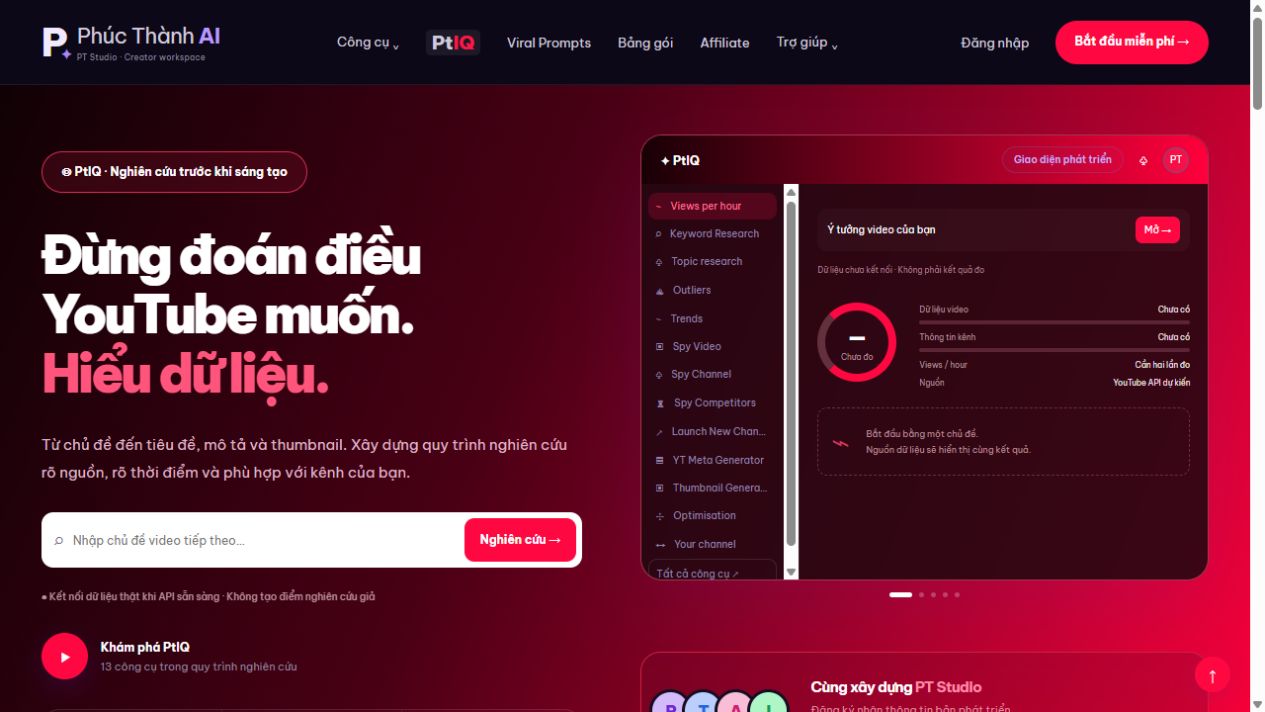 Phúc Thành AI
PT Studio · Creator workspace
Công cụ
PtIQ
Viral Prompts
Bảng gói
Affiliate
Trợ giúp
Đăng nhập
Bắt đầu miễn phí →
PtIQ · Nghiên cứu trước khi sáng tạo
Đừng đoán điều
YouTube muốn.
Hiểu dữ liệu.
Từ chủ đề đến tiêu đề, mô tả và thumbnail. Xây dựng quy trình nghiên cứu
rõ nguồn, rõ thời điểm và phù hợp với kênh của bạn.
Nhập chủ đề video tiếp theo...
Nghiên cứu →
● Kết nối dữ liệu thật khi API sẵn sàng · Không tạo điểm nghiên cứu giả
Khám phá PtIQ
13 công cụ trong quy trình nghiên cứu
✦ PtIQ
Giao diện phát triển
PT
Views per hour
Keyword Research
Topic research
Outliers
Trends
Spy Video
Spy Channel
Spy Competitors
Launch New Chan...
YT Meta Generator
Thumbnail Genera...
Optimisation
Your channel
Tất cả công cụ ↗
Ý tưởng video của bạn
Mở →
Dữ liệu chưa kết nối · Không phải kết quả đo
—
Chưa đo
Dữ liệu video
Chưa có
Thông tin kênh
Chưa có
Views / hour
Cần hai lần đo
Nguồn
YouTube API dự kiến
Bắt đầu bằng một chủ đề.
Nguồn dữ liệu sẽ hiển thị cùng kết quả.
P T A I
Cùng xây dựng PT Studio
Đăng ký nhận thông tin bản phát triển
↑